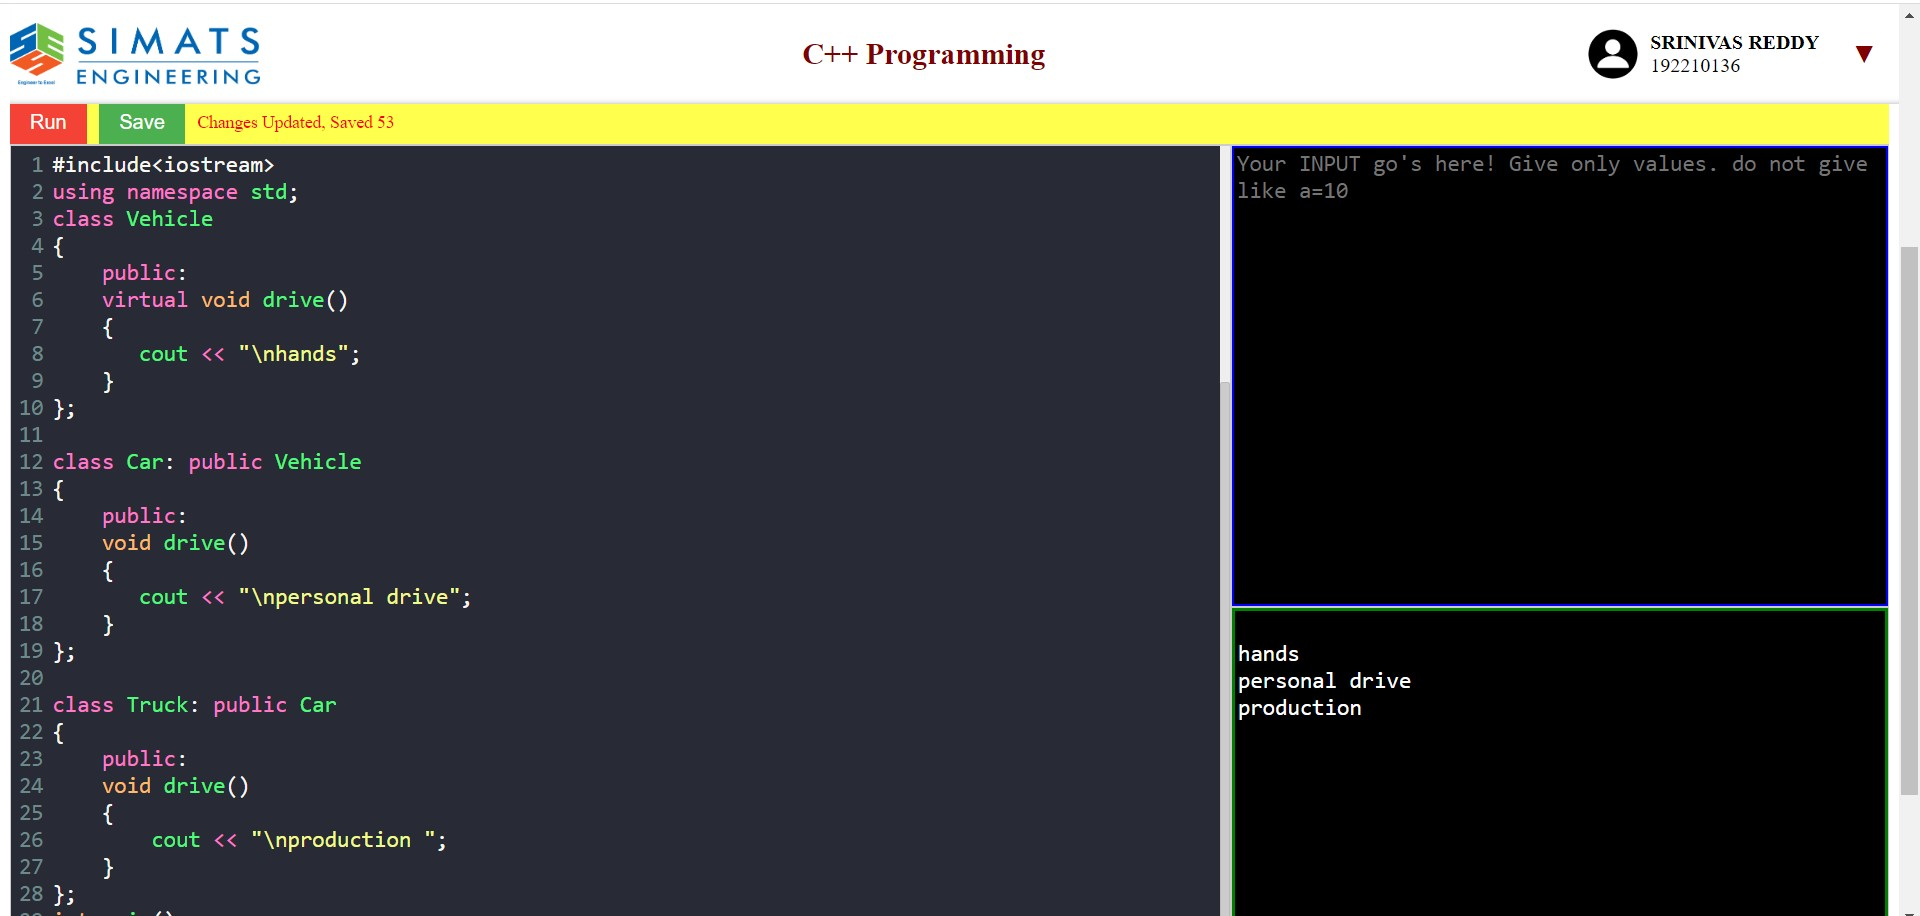 SIMATS
ENGINEERING
Engineer to Excel
C++ Programming
SRINIVAS REDDY
192210136
▼
Run
Save
Changes Updated, Saved 53
1 #include<iostream>
2 using namespace std;
3 class Vehicle
4 {
5     public:
6     virtual void drive()
7     {
8        cout << "\nhands";
9     }
10 };
11
12 class Car: public Vehicle
13 {
14     public:
15     void drive()
16     {
17        cout << "\npersonal drive";
18     }
19 };
20
21 class Truck: public Car
22 {
23     public:
24     void drive()
25     {
26         cout << "\nproduction ";
27     }
28 };
Your INPUT go's here! Give only values. do not give
like a=10
hands
personal drive
production